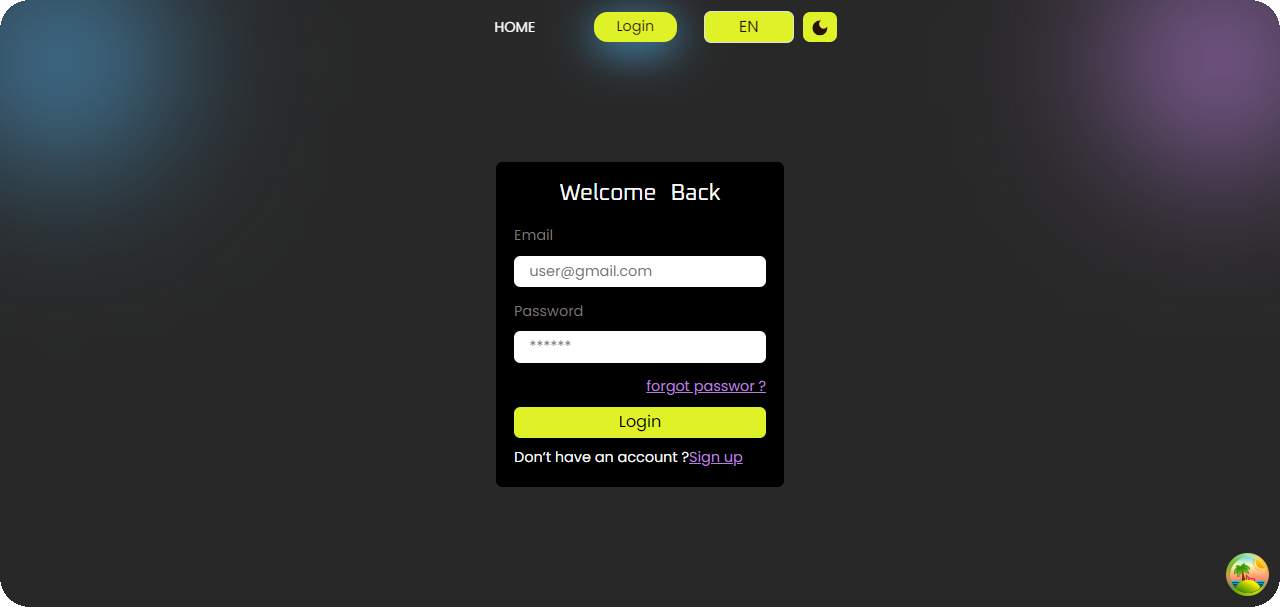 HOME
Login
EN
Welcome Back
Email
user@gmail.com
Password
******
forgot passwor ?
Login
Don't have an account ?Sign up